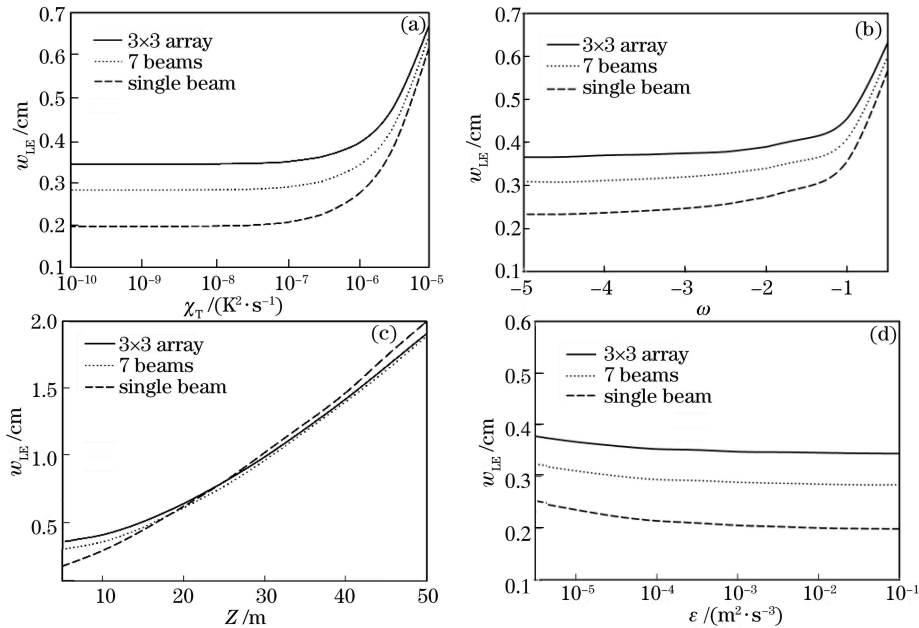 (a)
3×3 array
7 beams
single beam
w_LE /cm
0.7
0.6
0.5
0.4
0.3
0.2
0.1
10⁻¹⁰ 10⁻⁹ 10⁻⁸ 10⁻⁷ 10⁻⁶ 10⁻⁵
χ_T /(K²·s⁻¹)
(b)
3×3 array
7 beams
single beam
w_LE /cm
0.7
0.6
0.5
0.4
0.3
0.2
0.1
−5 −4 −3 −2 −1
ω
(c)
3×3 array
7 beams
single beam
w_LE /cm
2.0
1.5
1.0
0.5
10 20 30 40 50
Z /m
(d)
3×3 array
7 beams
single beam
w_LE /cm
0.6
0.5
0.4
0.3
0.2
0.1
10⁻⁵ 10⁻⁴ 10⁻³ 10⁻² 10⁻¹
ε /(m²·s⁻³)